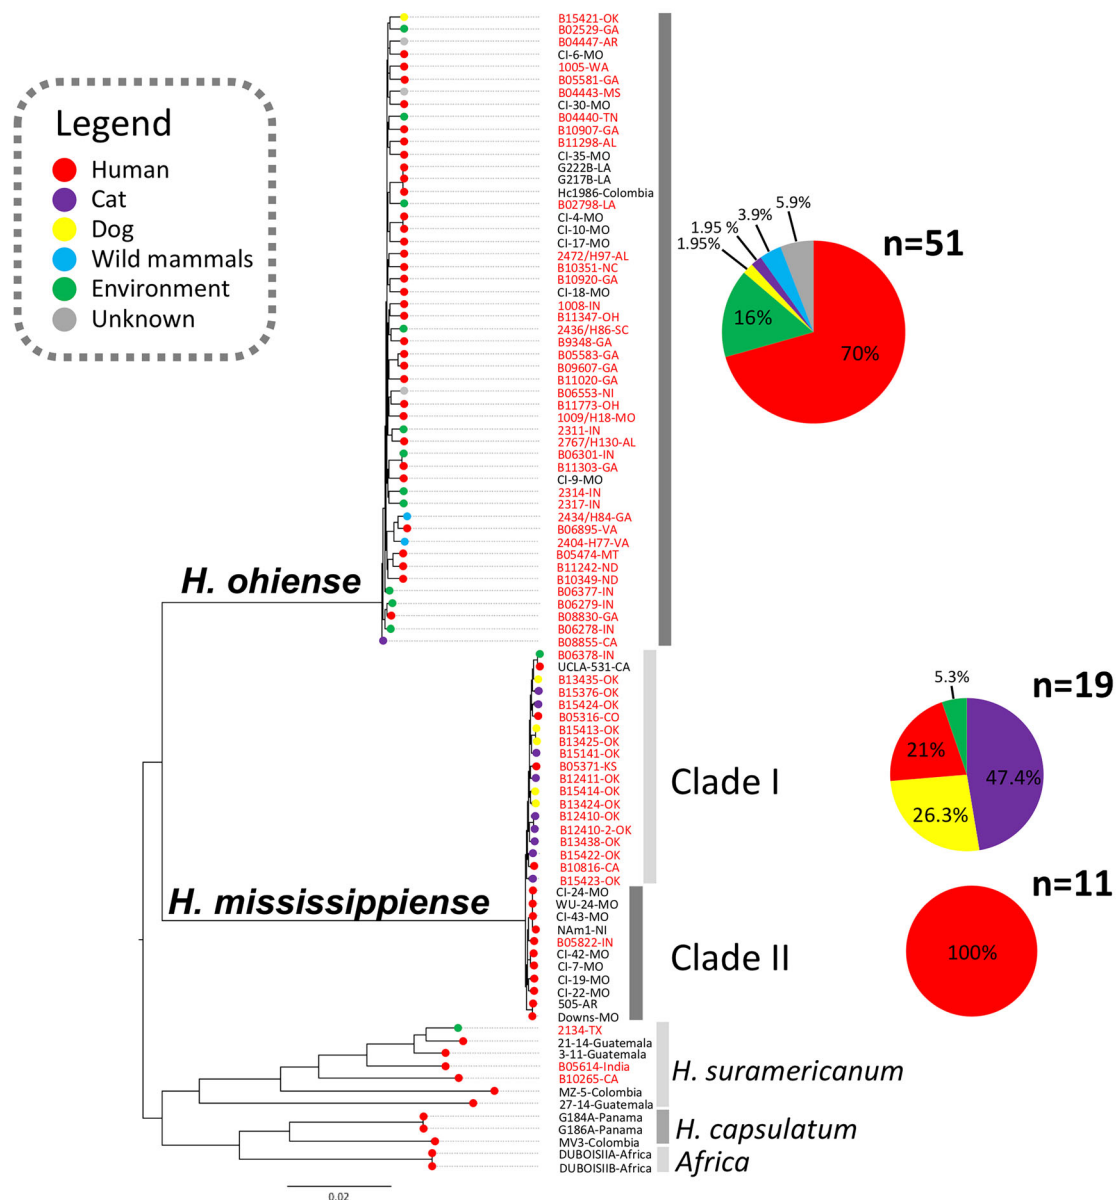 Legend
Human
Cat
Dog
Wild mammals
Environment
Unknown
B15421-OK
B02529-GA
B04447-AR
CI-6-MO
1005-WA
B05581-GA
B04443-MS
CI-30-MO
B04440-TN
B10907-GA
B11298-AL
CI-35-MO
G222B-LA
G217B-LA
Hc1986-Colombia
B02798-LA
CI-4-MO
CI-10-MO
CI-17-MO
2472/H97-AL
B10351-NC
B10920-GA
CI-18-MO
1008-IN
B11347-OH
2436/H86-SC
B9348-GA
B05583-GA
B09607-GA
B11020-GA
B06553-NI
B11773-OH
1009/H18-MO
2311-IN
2767/H130-AL
B06301-IN
B11303-GA
CI-9-MO
2314-IN
2317-IN
2434/H84-GA
B06895-VA
2404-H77-VA
B05474-MT
B11242-ND
B10349-ND
B06377-IN
B06279-IN
B08830-GA
B06278-IN
B08855-CA
H. ohiense
n=51
1.95%
1.95 %
3.9%
5.9%
16%
70%
B06378-IN
UCLA-531-CA
B13435-OK
B15376-OK
B15424-OK
B05316-CO
B15413-OK
B13425-OK
B15141-OK
B05371-KS
B12411-OK
B15414-OK
B13424-OK
B12410-OK
B12410-2-OK
B13438-OK
B15422-OK
B10816-CA
B15423-OK
Clade I
n=19
5.3%
21%
47.4%
26.3%
H. mississippiense
CI-24-MO
WU-24-MO
CI-43-MO
NAm1-NI
B05822-IN
CI-42-MO
CI-7-MO
CI-19-MO
CI-22-MO
505-AR
Downs-MO
Clade II
n=11
100%
2134-TX
21-14-Guatemala
3-11-Guatemala
B05614-India
B10265-CA
MZ-5-Colombia
27-14-Guatemala
H. suramericanum
G184A-Panama
G186A-Panama
MV3-Colombia
H. capsulatum
DUBOISIIA-Africa
DUBOISIIB-Africa
Africa
0.02